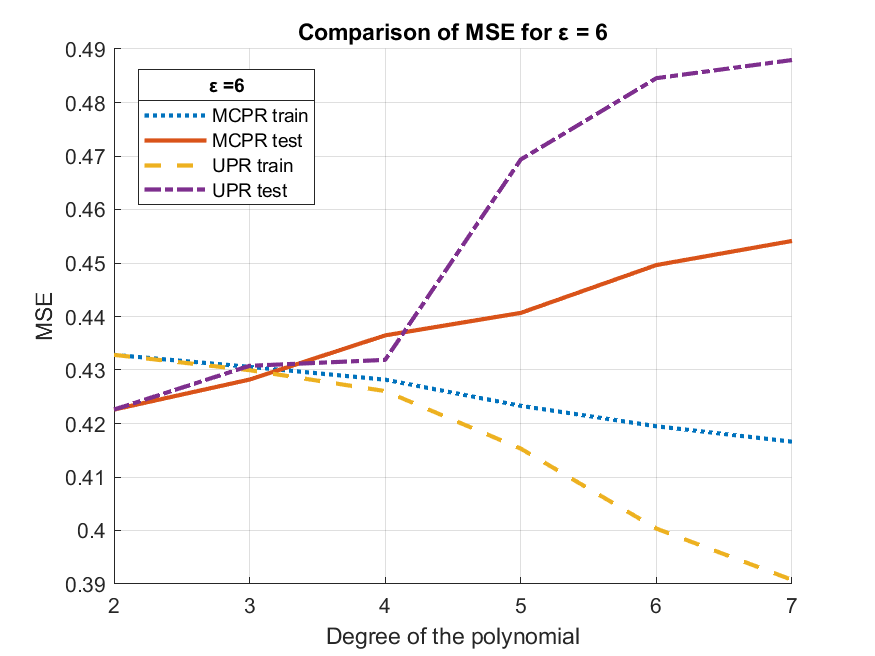 Comparison of MSE for ε = 6
0.49
0.48
0.47
0.46
0.45
0.44
0.43
0.42
0.41
0.4
0.39
MSE
ε =6
MCPR train
MCPR test
UPR train
UPR test
2 3 4 5 6 7
Degree of the polynomial